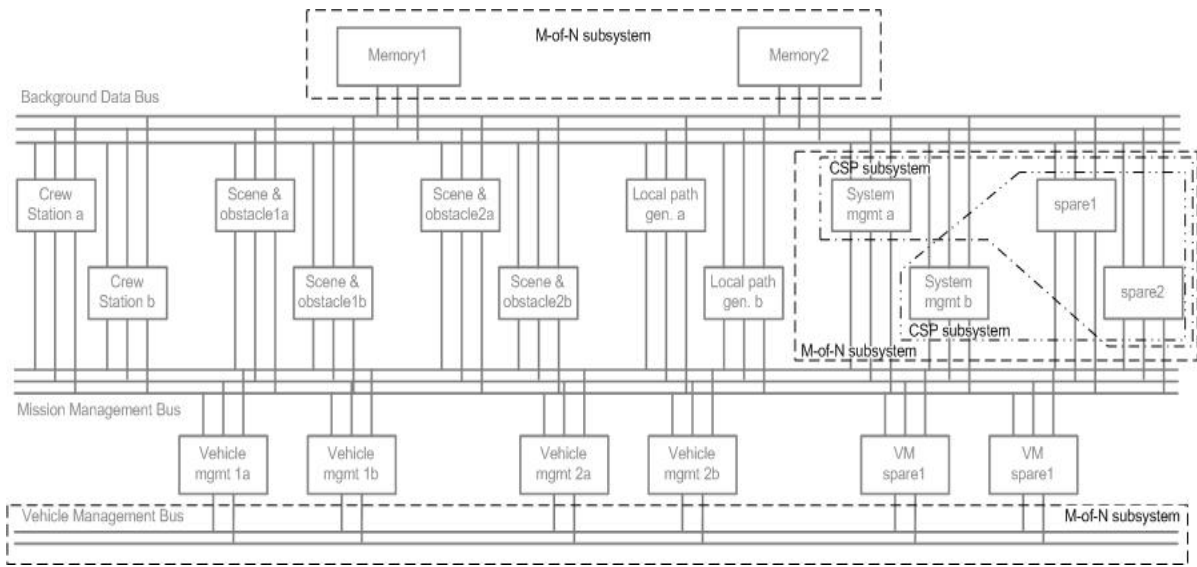 M-of-N subsystem
Memory1
Memory2
Background Data Bus
CSP subsystem
Crew
Station a
Scene &
obstacle1a
Scene &
obstacle2a
Local path
gen. a
System
mgmt a
spare1
Crew
Station b
Scene &
obstacle1b
Scene &
obstacle2b
Local path
gen. b
System
mgmt b
spare2
CSP subsystem
M-of-N subsystem
Mission Management Bus
Vehicle
mgmt 1a
Vehicle
mgmt 1b
Vehicle
mgmt 2a
Vehicle
mgmt 2b
VM
spare1
VM
spare1
Vehicle Management Bus
M-of-N subsystem